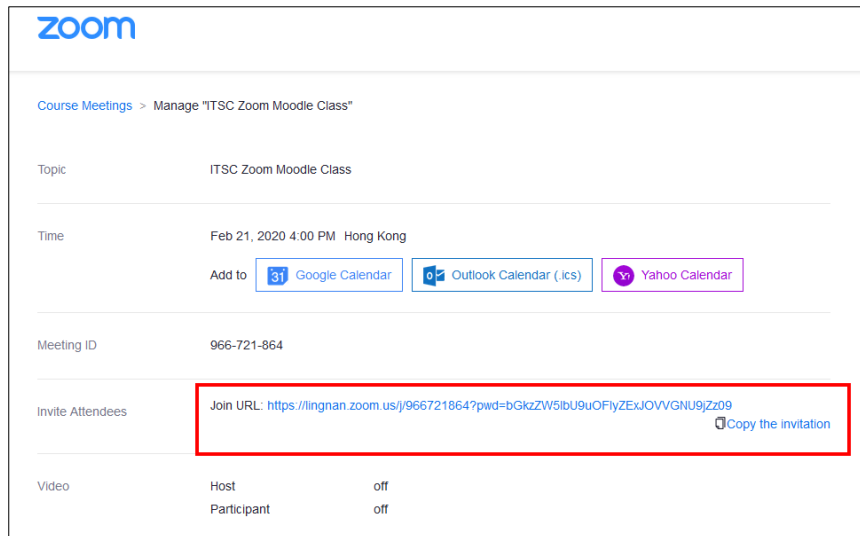 zoom
Course Meetings > Manage "ITSC Zoom Moodle Class"
Topic ITSC Zoom Moodle Class
Time Feb 21, 2020 4:00 PM Hong Kong
Add to 31 Google Calendar Outlook Calendar (.ics) Yahoo Calendar
Meeting ID 966-721-864
Invite Attendees Join URL: https://lingnan.zoom.us/j/966721864?pwd=bGkzZW5lbU9uOFlyZExJOVVGNU9jZz09
Copy the invitation
Video Host off
Participant off